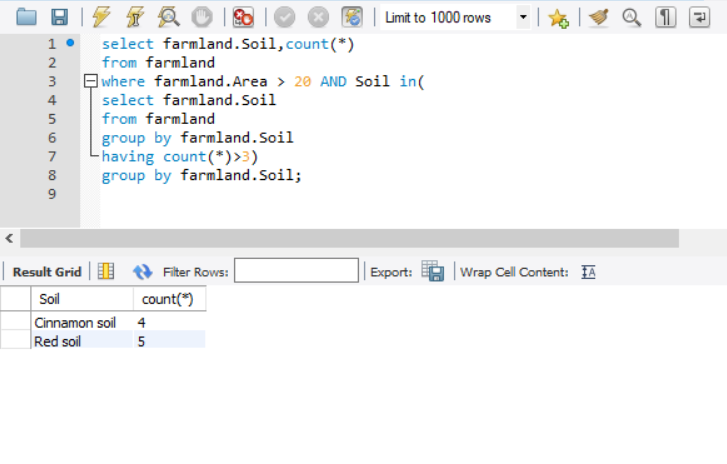 Limit to 1000 rows
1 select farmland.Soil,count(*)
2 from farmland
3 where farmland.Area > 20 AND Soil in(
4 select farmland.Soil
5 from farmland
6 group by farmland.Soil
7 having count(*)>3)
8 group by farmland.Soil;
9
Result Grid Filter Rows: Export: Wrap Cell Content: IA
Soil count(*)
Cinnamon soil 4
Red soil 5